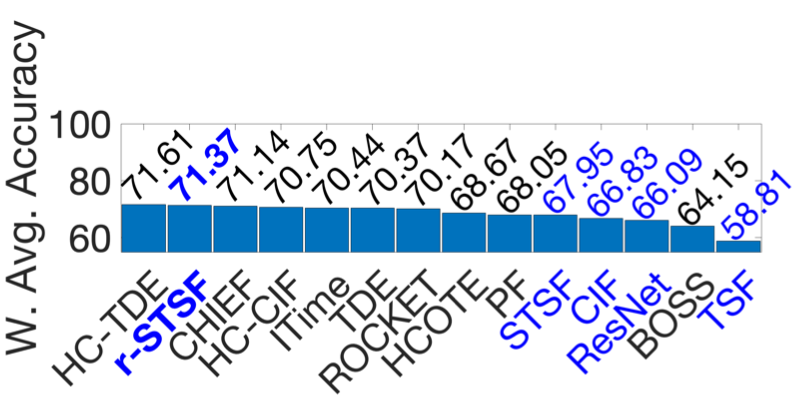 W. Avg. Accuracy
100
80
60
71.61
71.37
71.14
70.75
70.44
70.37
70.17
68.67
68.05
67.95
66.83
66.09
64.15
58.81
HC-TDE
r-STSF
CHIEF
HC-CIF
ITime
TDE
ROCKET
HCOTE
PF
STSF
CIF
ResNet
BOSS
TSF